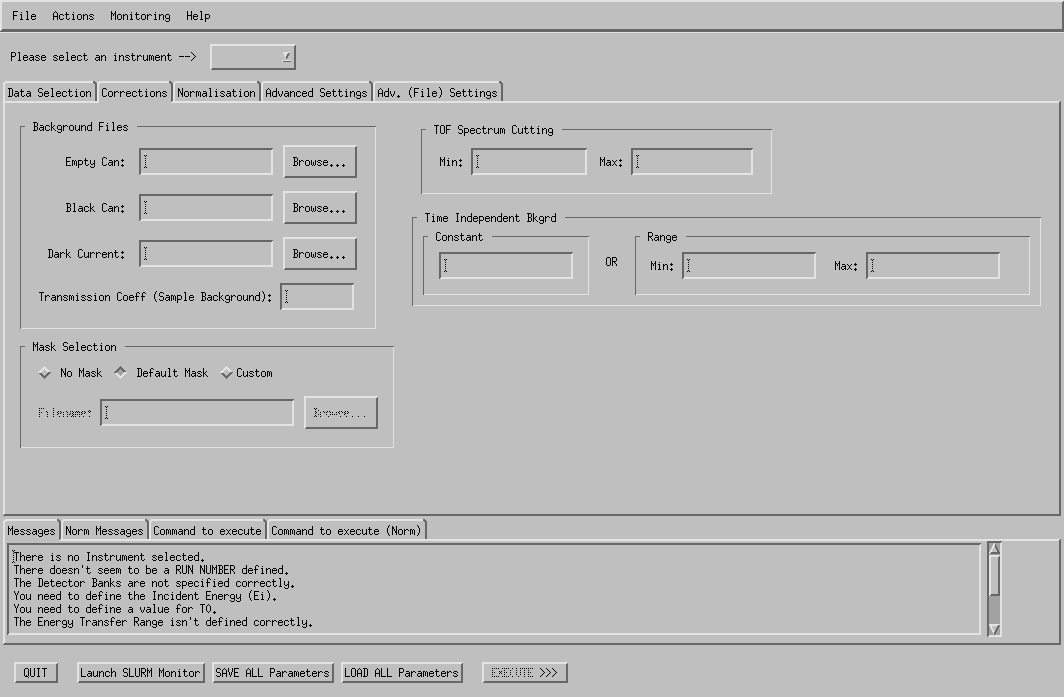 File Actions Monitoring Help
Please select an instrument -->
Data Selection Corrections Normalisation Advanced Settings Adv. (File) Settings
Background Files
Empty Can: Browse...
Black Can: Browse...
Dark Current: Browse...
Transmission Coeff (Sample Background):
TOF Spectrum Cutting
Min: Max:
Time Independent Bkgrd
Constant
OR
Range
Min: Max:
Mask Selection
No Mask Default Mask Custom
Filename: Browse...
Messages Norm Messages Command to execute Command to execute (Norm)
There is no Instrument selected.
There doesn't seem to be a RUN NUMBER defined.
The Detector Banks are not specified correctly.
You need to define the Incident Energy (Ei).
You need to define a value for T0.
The Energy Transfer Range isn't defined correctly.
QUIT Launch SLURM Monitor SAVE ALL Parameters LOAD ALL Parameters EXECUTE >>>